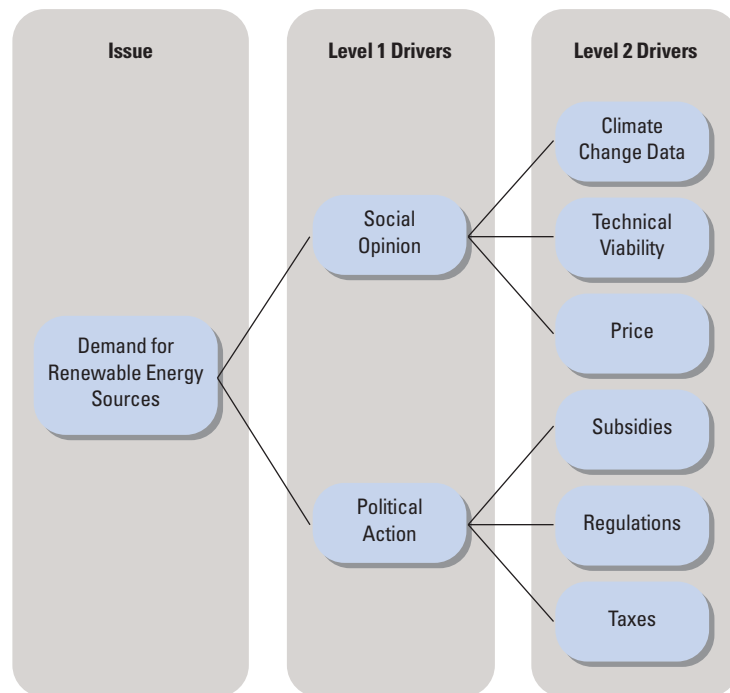 Issue
Level 1 Drivers
Level 2 Drivers
Demand for
Renewable Energy
Sources
Social
Opinion
Political
Action
Climate
Change Data
Technical
Viability
Price
Subsidies
Regulations
Taxes